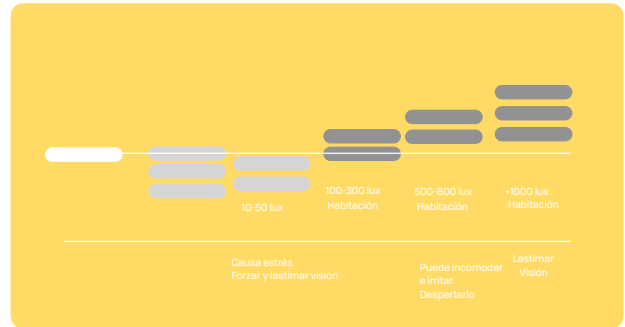 10-50 lux
100-300 lux
Habitación
500-800 lux
Habitación
+1000 lux
Habitación
Causa estrés
Forzar y lastimar visión
Puede incomodar
e irritar.
Despertarlo
Lastimar
Visión